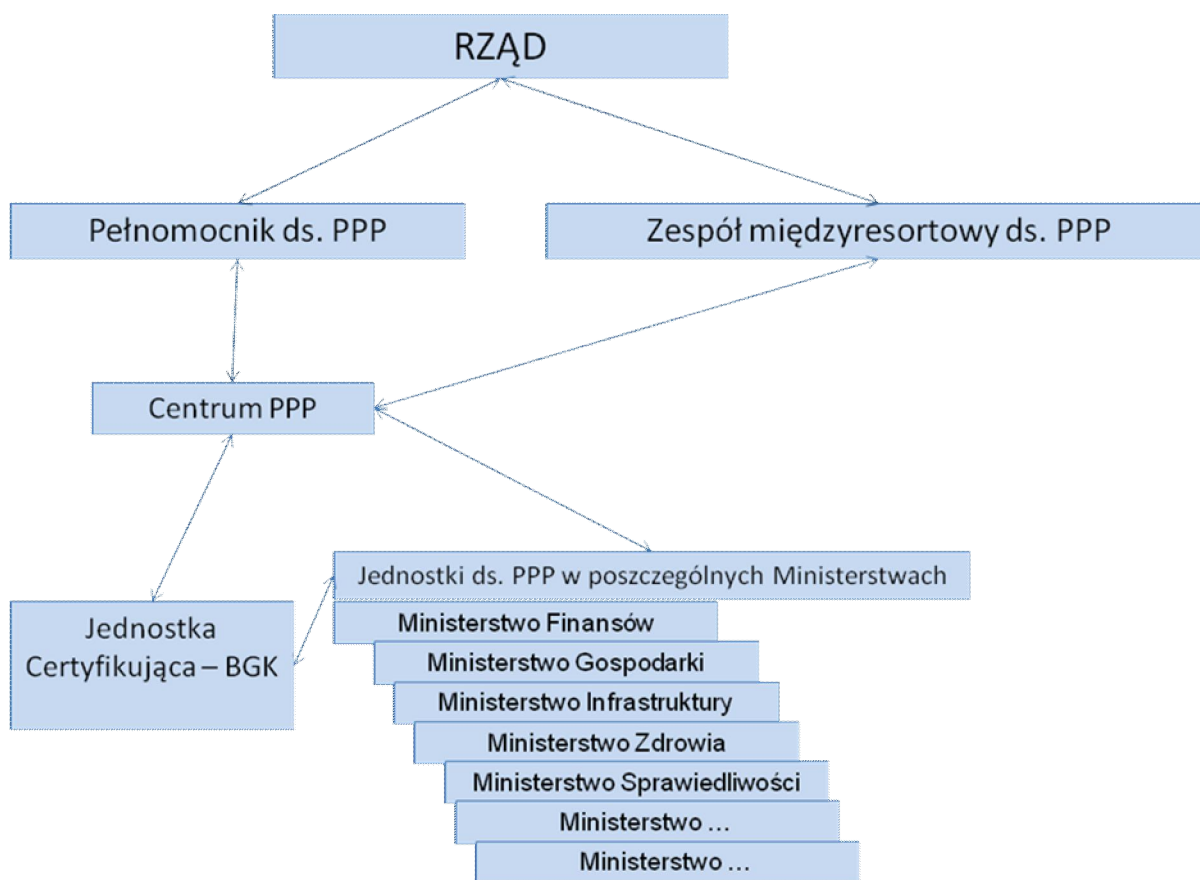 RZĄD
Pełnomocnik ds. PPP
Zespół międzyresortowy ds. PPP
Centrum PPP
Jednostki ds. PPP w poszczególnych Ministerstwach
Jednostka
Certyfikująca – BGK
Ministerstwo Finansów
Ministerstwo Gospodarki
Ministerstwo Infrastruktury
Ministerstwo Zdrowia
Ministerstwo Sprawiedliwości
Ministerstwo ...
Ministerstwo ...